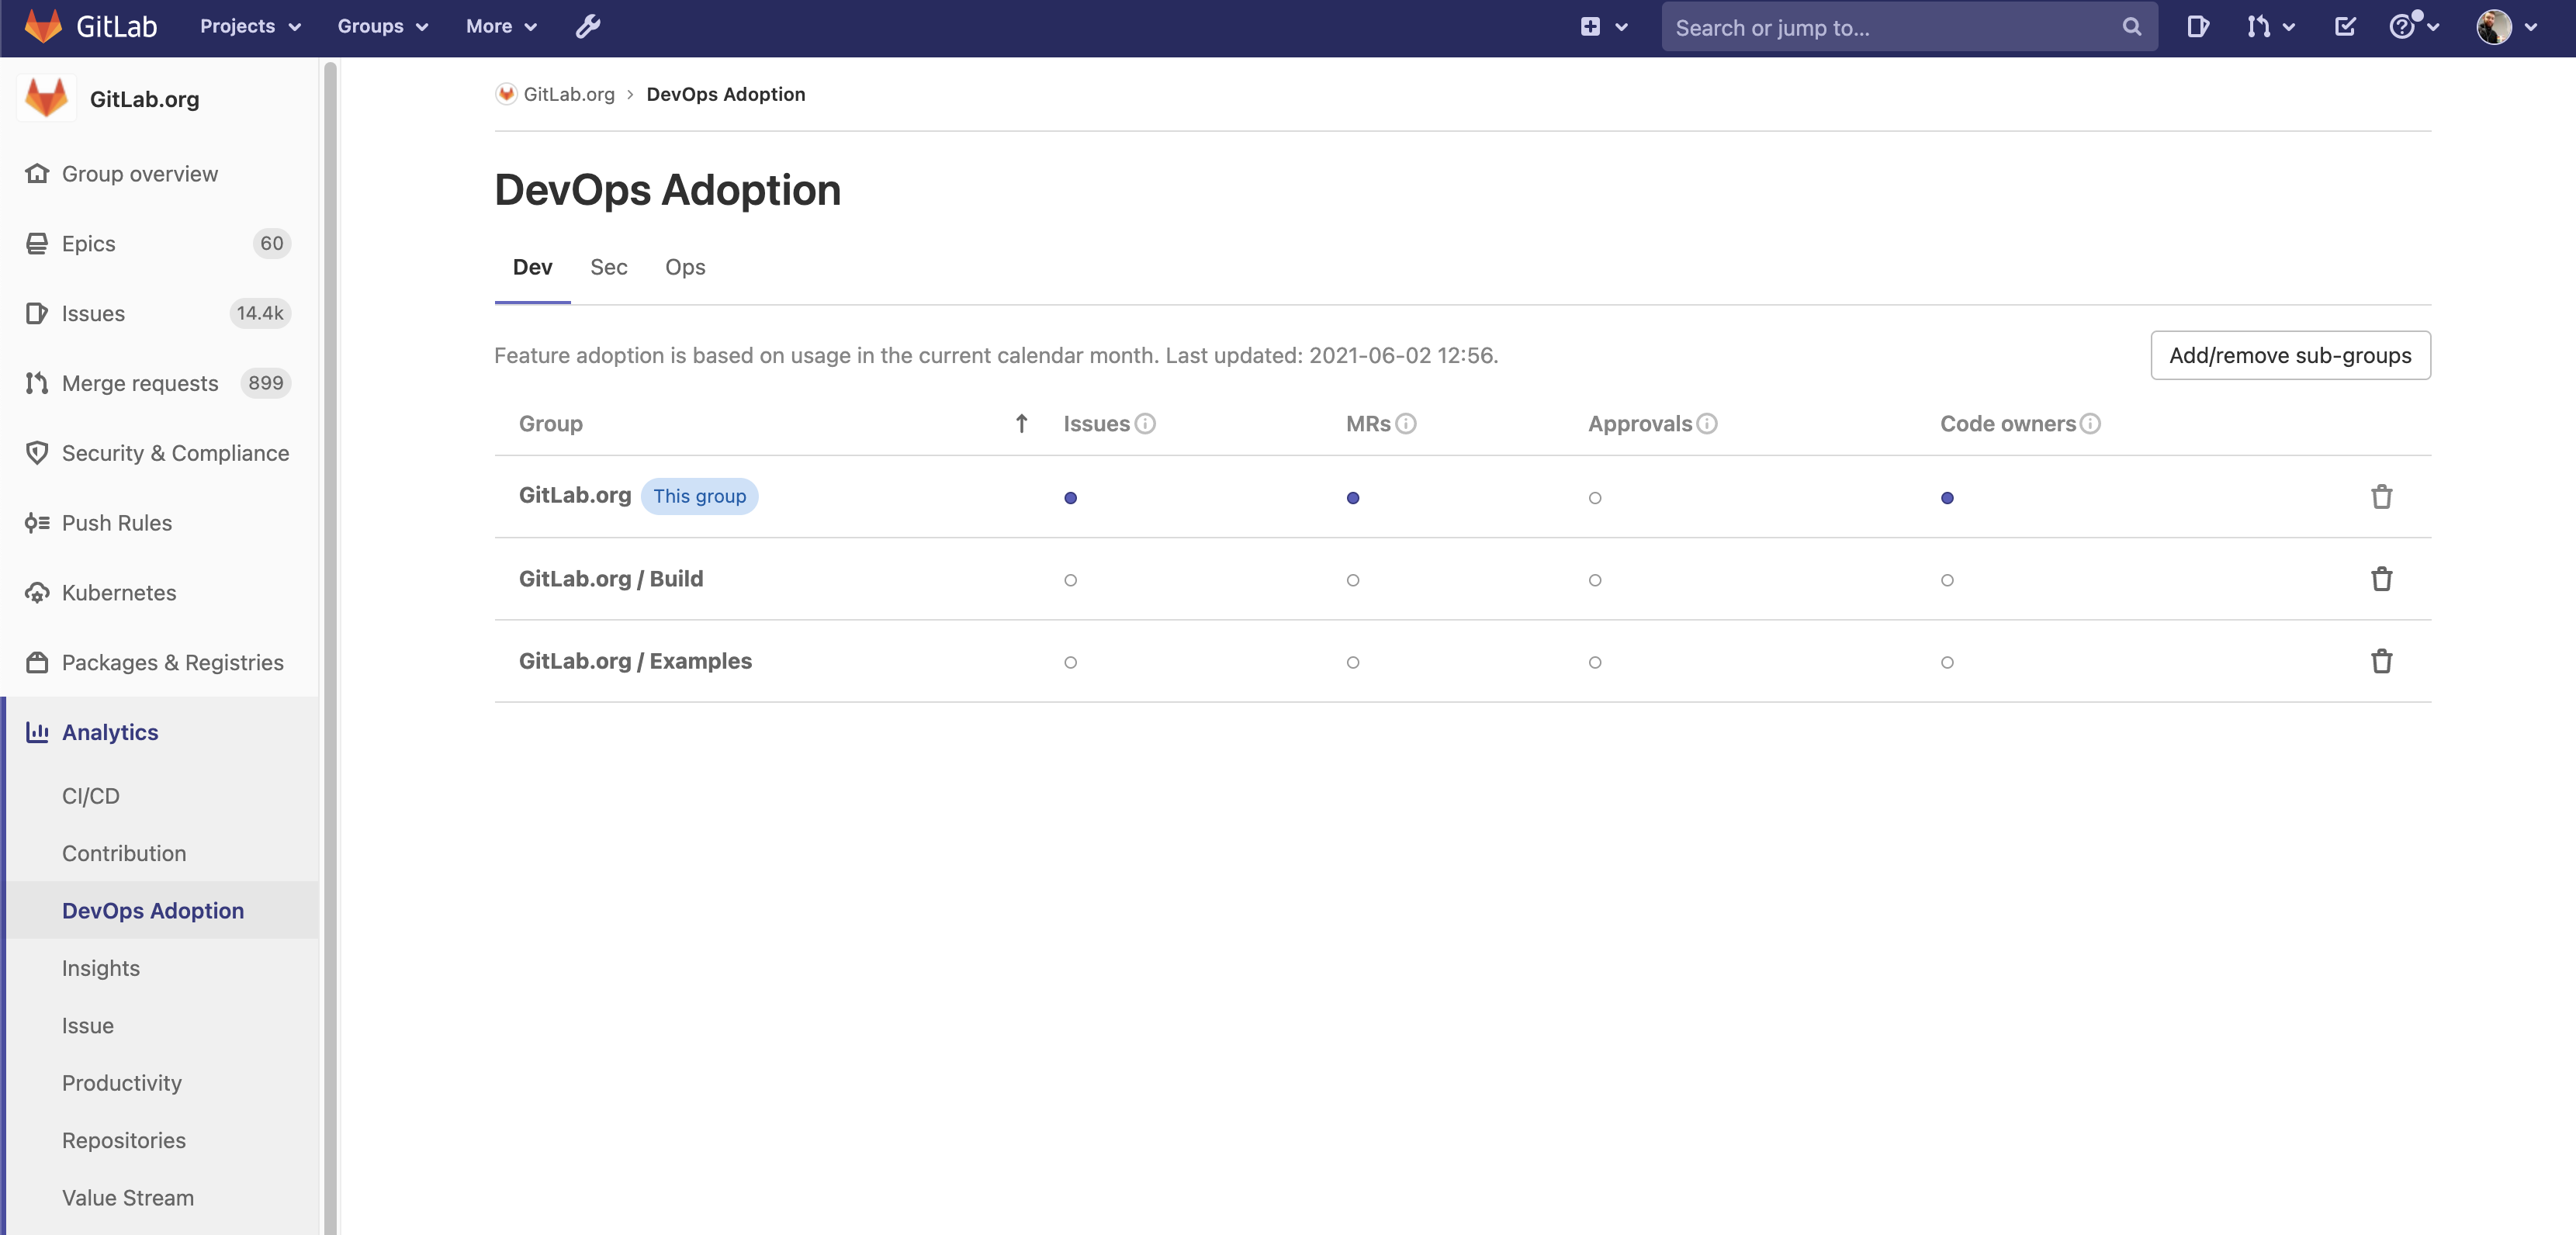 GitLab Projects Groups More Search or jump to...
GitLab.org
Group overview
Epics 60
Issues 14.4k
Merge requests 899
Security & Compliance
Push Rules
Kubernetes
Packages & Registries
Analytics
CI/CD
Contribution
DevOps Adoption
Insights
Issue
Productivity
Repositories
Value Stream
GitLab.org › DevOps Adoption
DevOps Adoption
Dev Sec Ops
Feature adoption is based on usage in the current calendar month. Last updated: 2021-06-02 12:56. Add/remove sub-groups
Group Issues MRs Approvals Code owners
GitLab.org This group
GitLab.org / Build
GitLab.org / Examples